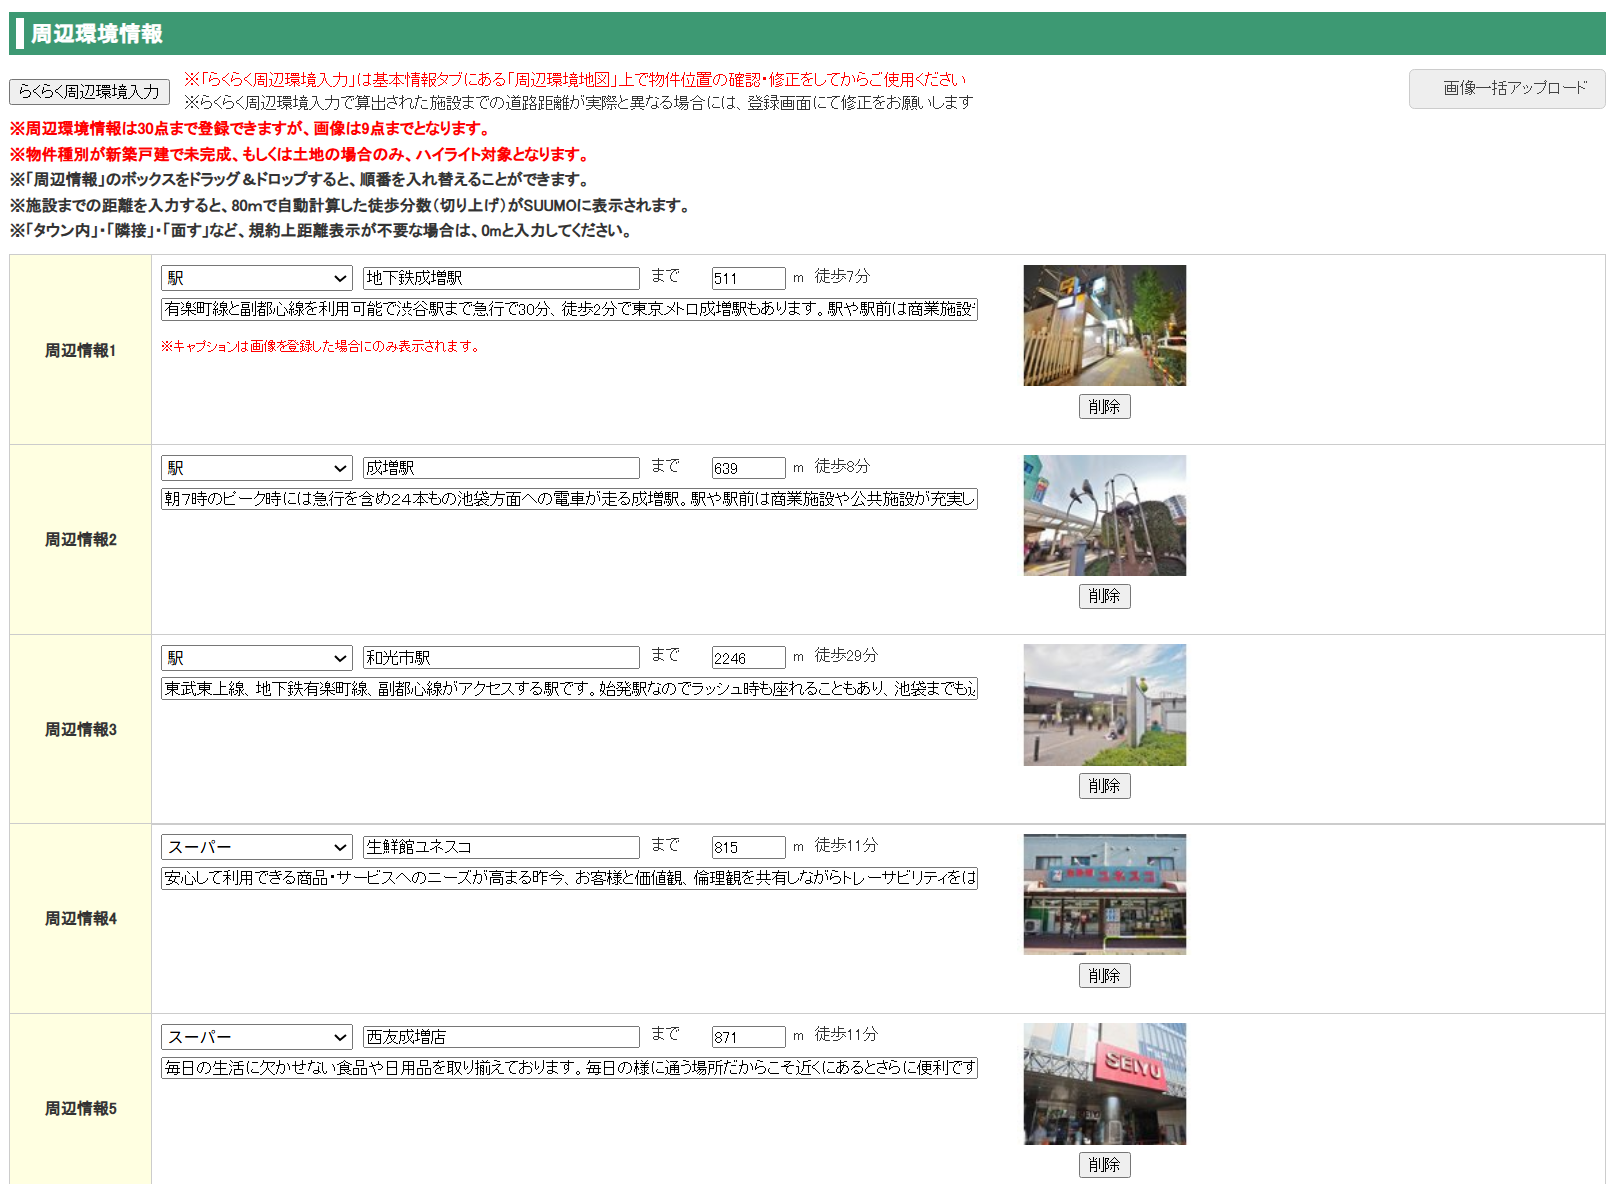 周辺環境情報
らくらく周辺環境入力
※「らくらく周辺環境入力」は基本情報タブにある「周辺環境地図」上で物件位置の確認・修正をしてからご使用ください
※らくらく周辺環境入力で算出された施設までの道路距離が実際と異なる場合には、登録画面にて修正をお願いします
画像一括アップロード
※周辺環境情報は30点まで登録できますが、画像は9点までとなります。
※物件種別が新築戸建で未完成、もしくは土地の場合のみ、ハイライト対象となります。
※「周辺情報」のボックスをドラッグ＆ドロップすると、順番を入れ替えることができます。
※施設までの距離を入力すると、80mで自動計算した徒歩分数（切り上げ）がSUUMOに表示されます。
※「タウン内」・「隣接」・「面す」など、規約上距離表示が不要な場合は、0mと入力してください。
周辺情報1
駅 地下鉄成増駅 まで 511 m 徒歩7分
有楽町線と副都心線を利用可能で渋谷駅まで急行で30分、徒歩2分で東京メトロ成増駅もあります。駅や駅前は商業施設
※キャプションは画像を登録した場合にのみ表示されます。
削除
周辺情報2
駅 成増駅 まで 639 m 徒歩8分
朝７時のピーク時には急行を含め２４本もの池袋方面への電車が走る成増駅。駅や駅前は商業施設や公共施設が充実し
削除
周辺情報3
駅 和光市駅 まで 2246 m 徒歩29分
東武東上線、地下鉄有楽町線、副都心線がアクセスする駅です。始発駅なのでラッシュ時も座れることもあり、池袋までも
削除
周辺情報4
スーパー 生鮮館ユネスコ まで 815 m 徒歩11分
安心して利用できる商品・サービスへのニーズが高まる昨今、お客様と価値観、倫理観を共有しながらトレーサビリティをは
ユネスコ
削除
周辺情報5
スーパー 西友成増店 まで 871 m 徒歩11分
毎日の生活に欠かせない食品や日用品を取り揃えております。毎日の様に通う場所だからこそ近くにあるとさらに便利です
SEIYU
削除